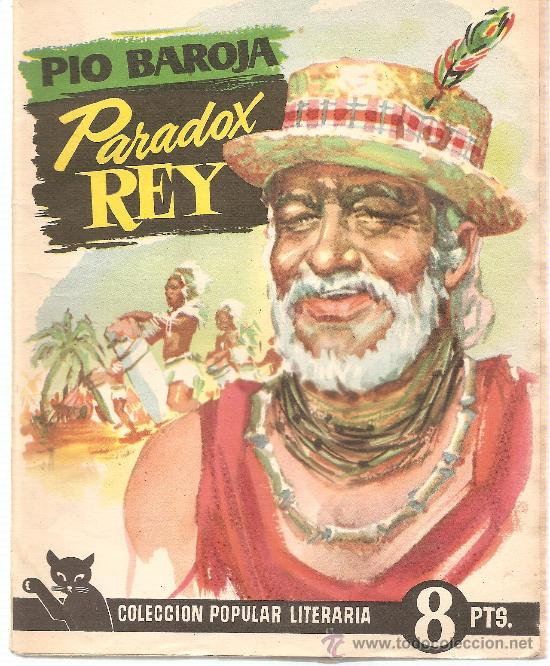 PIO BAROJA
Paradox
REY
COLECCION POPULAR LITERARIA 8 PTS.
www.todocoleccion.net